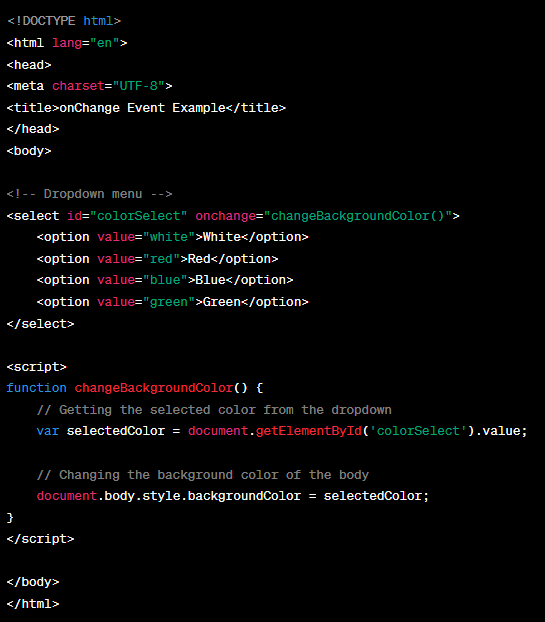 <!DOCTYPE html>
<html lang="en">
<head>
<meta charset="UTF-8">
<title>onChange Event Example</title>
</head>
<body>

<!-- Dropdown menu -->
<select id="colorSelect" onchange="changeBackgroundColor()">
    <option value="white">White</option>
    <option value="red">Red</option>
    <option value="blue">Blue</option>
    <option value="green">Green</option>
</select>

<script>
function changeBackgroundColor() {
    // Getting the selected color from the dropdown
    var selectedColor = document.getElementById('colorSelect').value;

    // Changing the background color of the body
    document.body.style.backgroundColor = selectedColor;
}
</script>

</body>
</html>